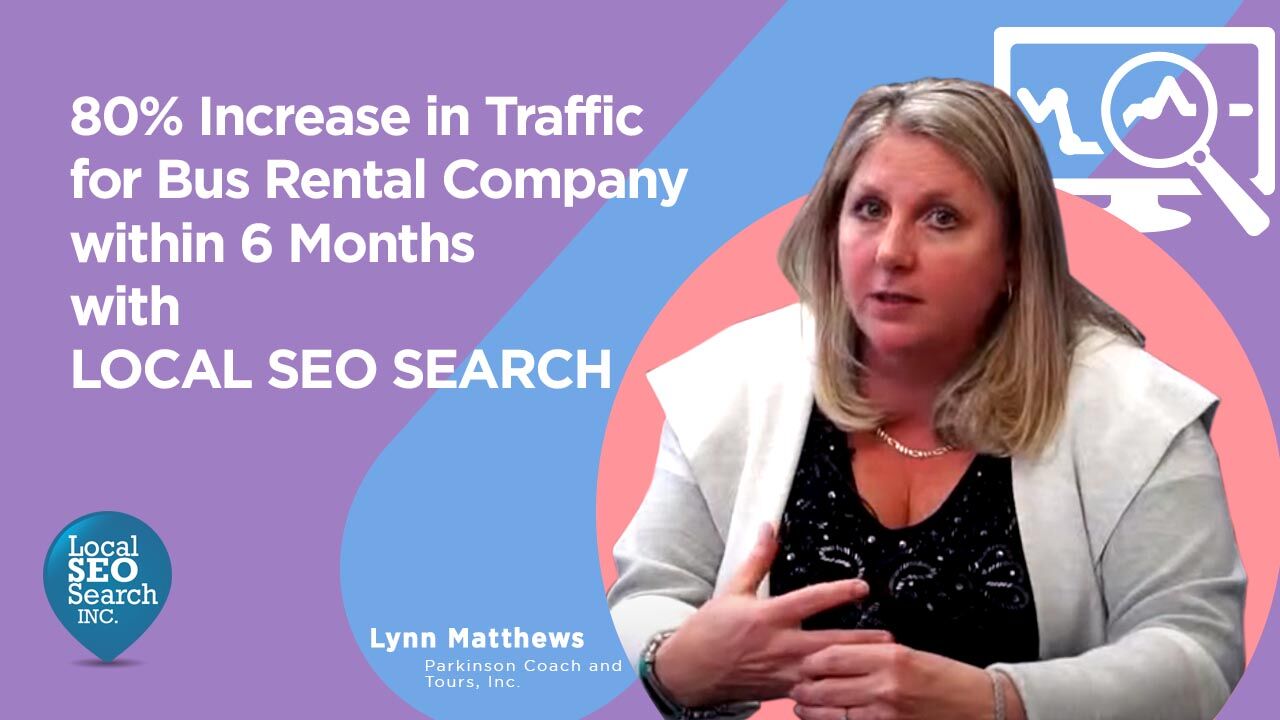 80% Increase in Traffic
for Bus Rental Company
within 6 Months
with
LOCAL SEO SEARCH
Local
SEO
Search
INC.
Lynn Matthews
Parkinson Coach and
Tours, Inc.